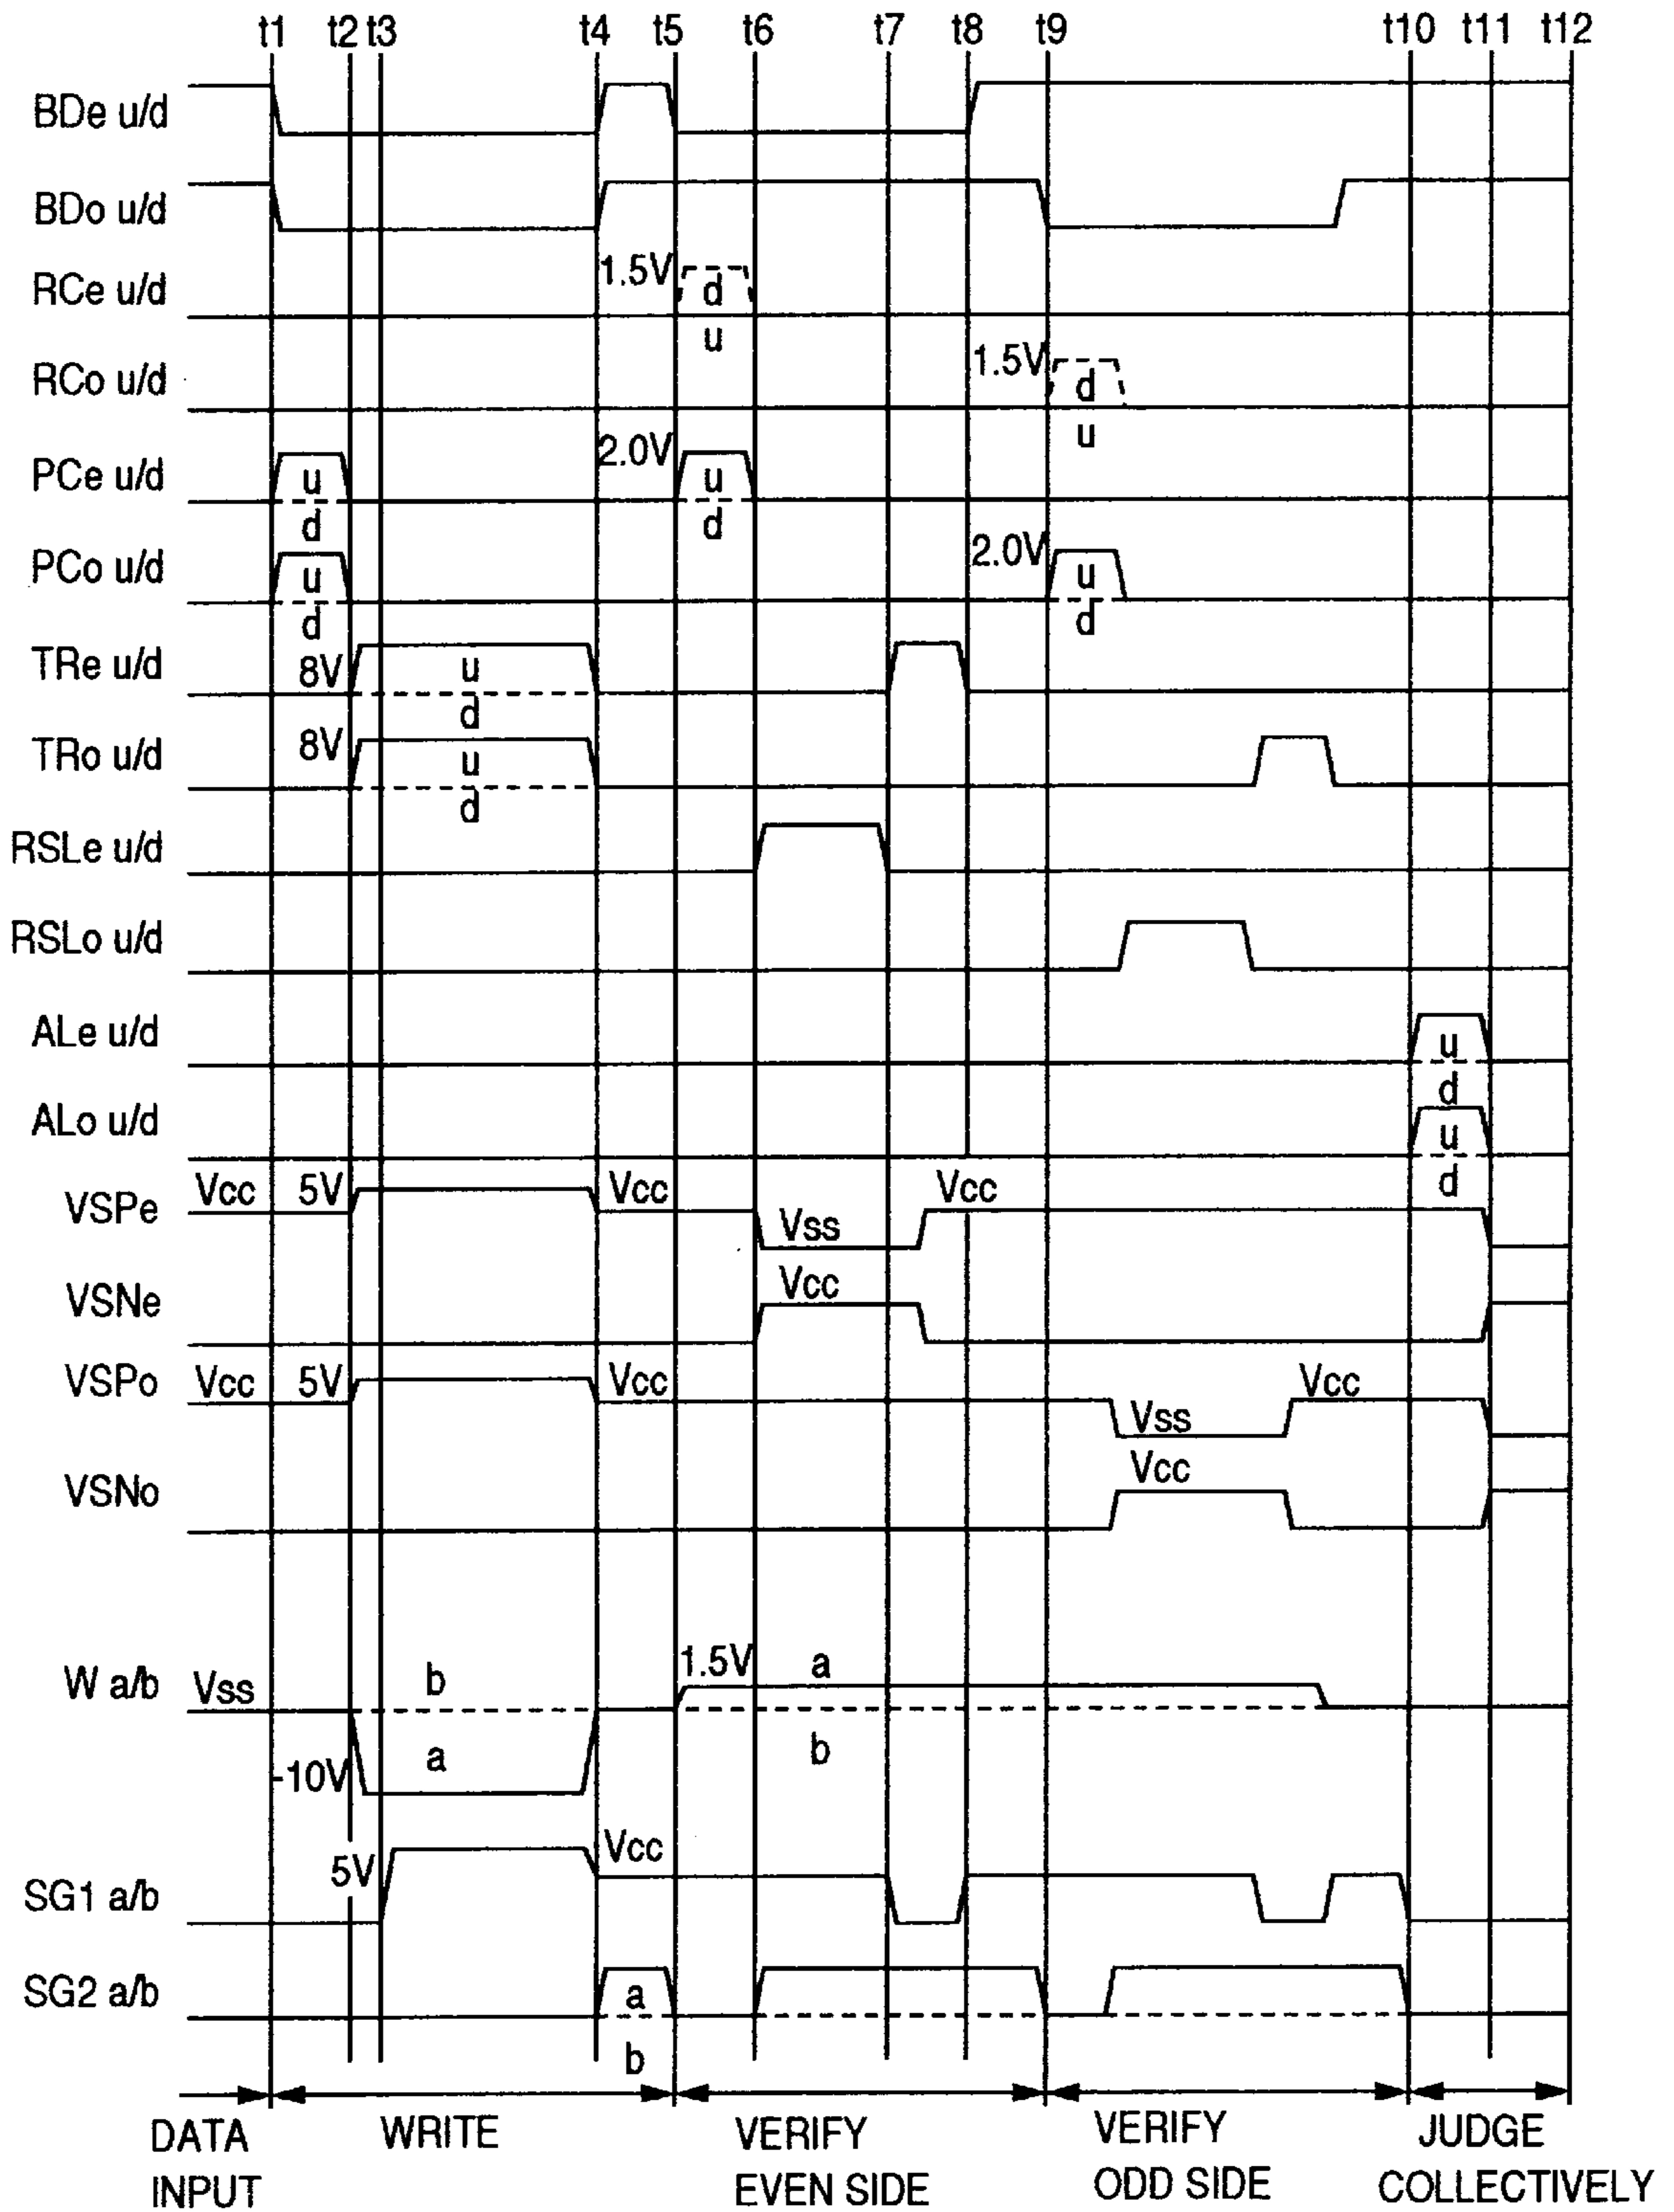 t1 t2 t3 t4 t5 t6 t7 t8 t9 t10 t11 t12
BDe u/d
BDo u/d
RCe u/d 1.5V d
u
RCo u/d 1.5V d
u
PCe u/d u 2.0V u
d d
PCo u/d u 2.0V u
d d
TRe u/d 8V u
d
TRo u/d 8V u
d
RSLe u/d
RSLo u/d
ALe u/d u
d
ALo u/d u
d
VSPe Vcc 5V Vcc Vss Vcc
VSNe Vcc
VSPo Vcc 5V Vcc Vss Vcc
VSNo Vcc
W a/b Vss b 1.5V a
-10V a b
SG1 a/b 5V Vcc
SG2 a/b a
b
DATA INPUT
WRITE
VERIFY
EVEN SIDE
VERIFY
ODD SIDE
JUDGE
COLLECTIVELY